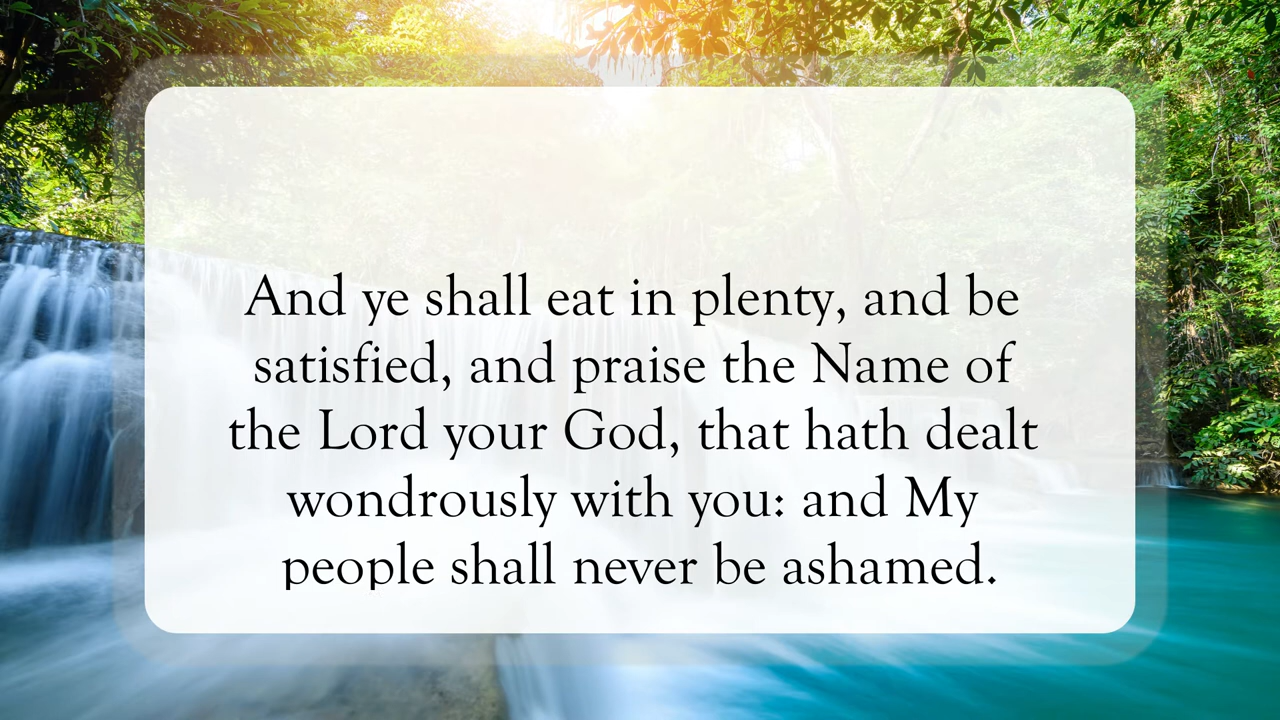 And ye shall eat in plenty, and be
satisfied, and praise the Name of
the Lord your God, that hath dealt
wondrously with you: and My
people shall never be ashamed.